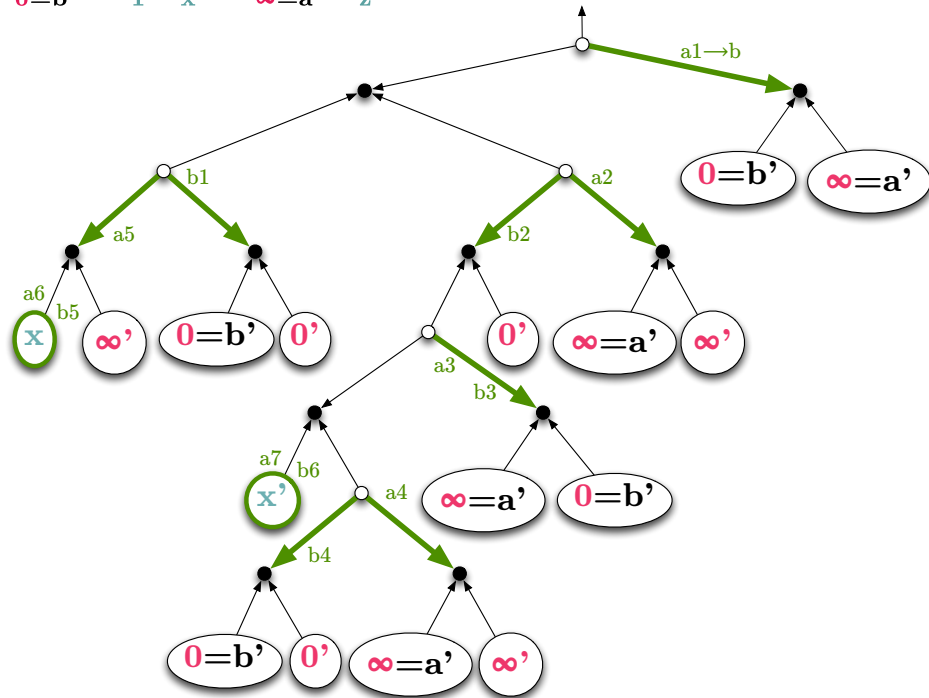 a1→b
0=b’ ∞=a’
b1 a2
a5 b2
a6 b5
x ∞’ 0=b’ 0’ 0’ ∞=a’ ∞’
a3 b3
a7 b6
x’ a4 ∞=a’ 0=b’
b4
0=b’ 0’ ∞=a’ ∞’